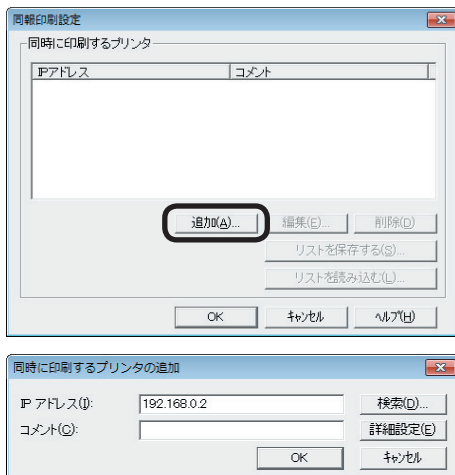 同報印刷設定
同時に印刷するプリンタ
IPアドレス コメント
追加(A)... 編集(E)... 削除(D)
リストを保存する(S)...
リストを読み込む(L)...
OK キャンセル ヘルプ(H)
同時に印刷するプリンタの追加
IP アドレス(I): 192.168.0.2 検索(D)...
コメント(C): 詳細設定(E)
OK キャンセル